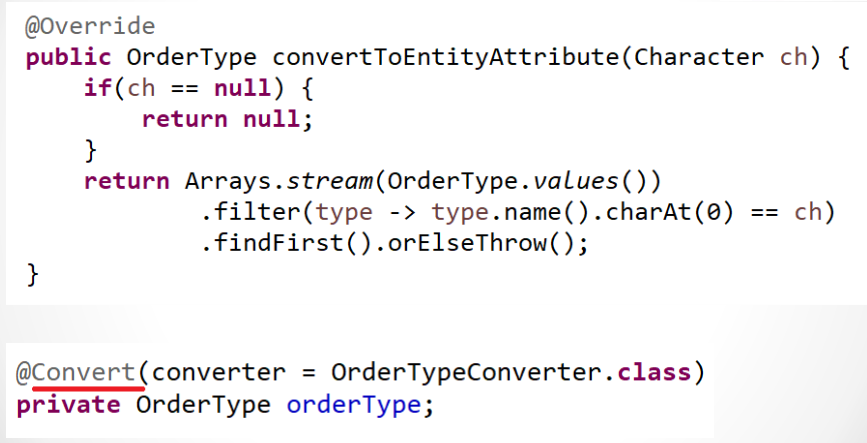 @Override
public OrderType convertToEntityAttribute(Character ch) {
    if(ch == null) {
        return null;
    }
    return Arrays.stream(OrderType.values())
            .filter(type -> type.name().charAt(0) == ch)
            .findFirst().orElseThrow();
}
@Convert(converter = OrderTypeConverter.class)
private OrderType orderType;